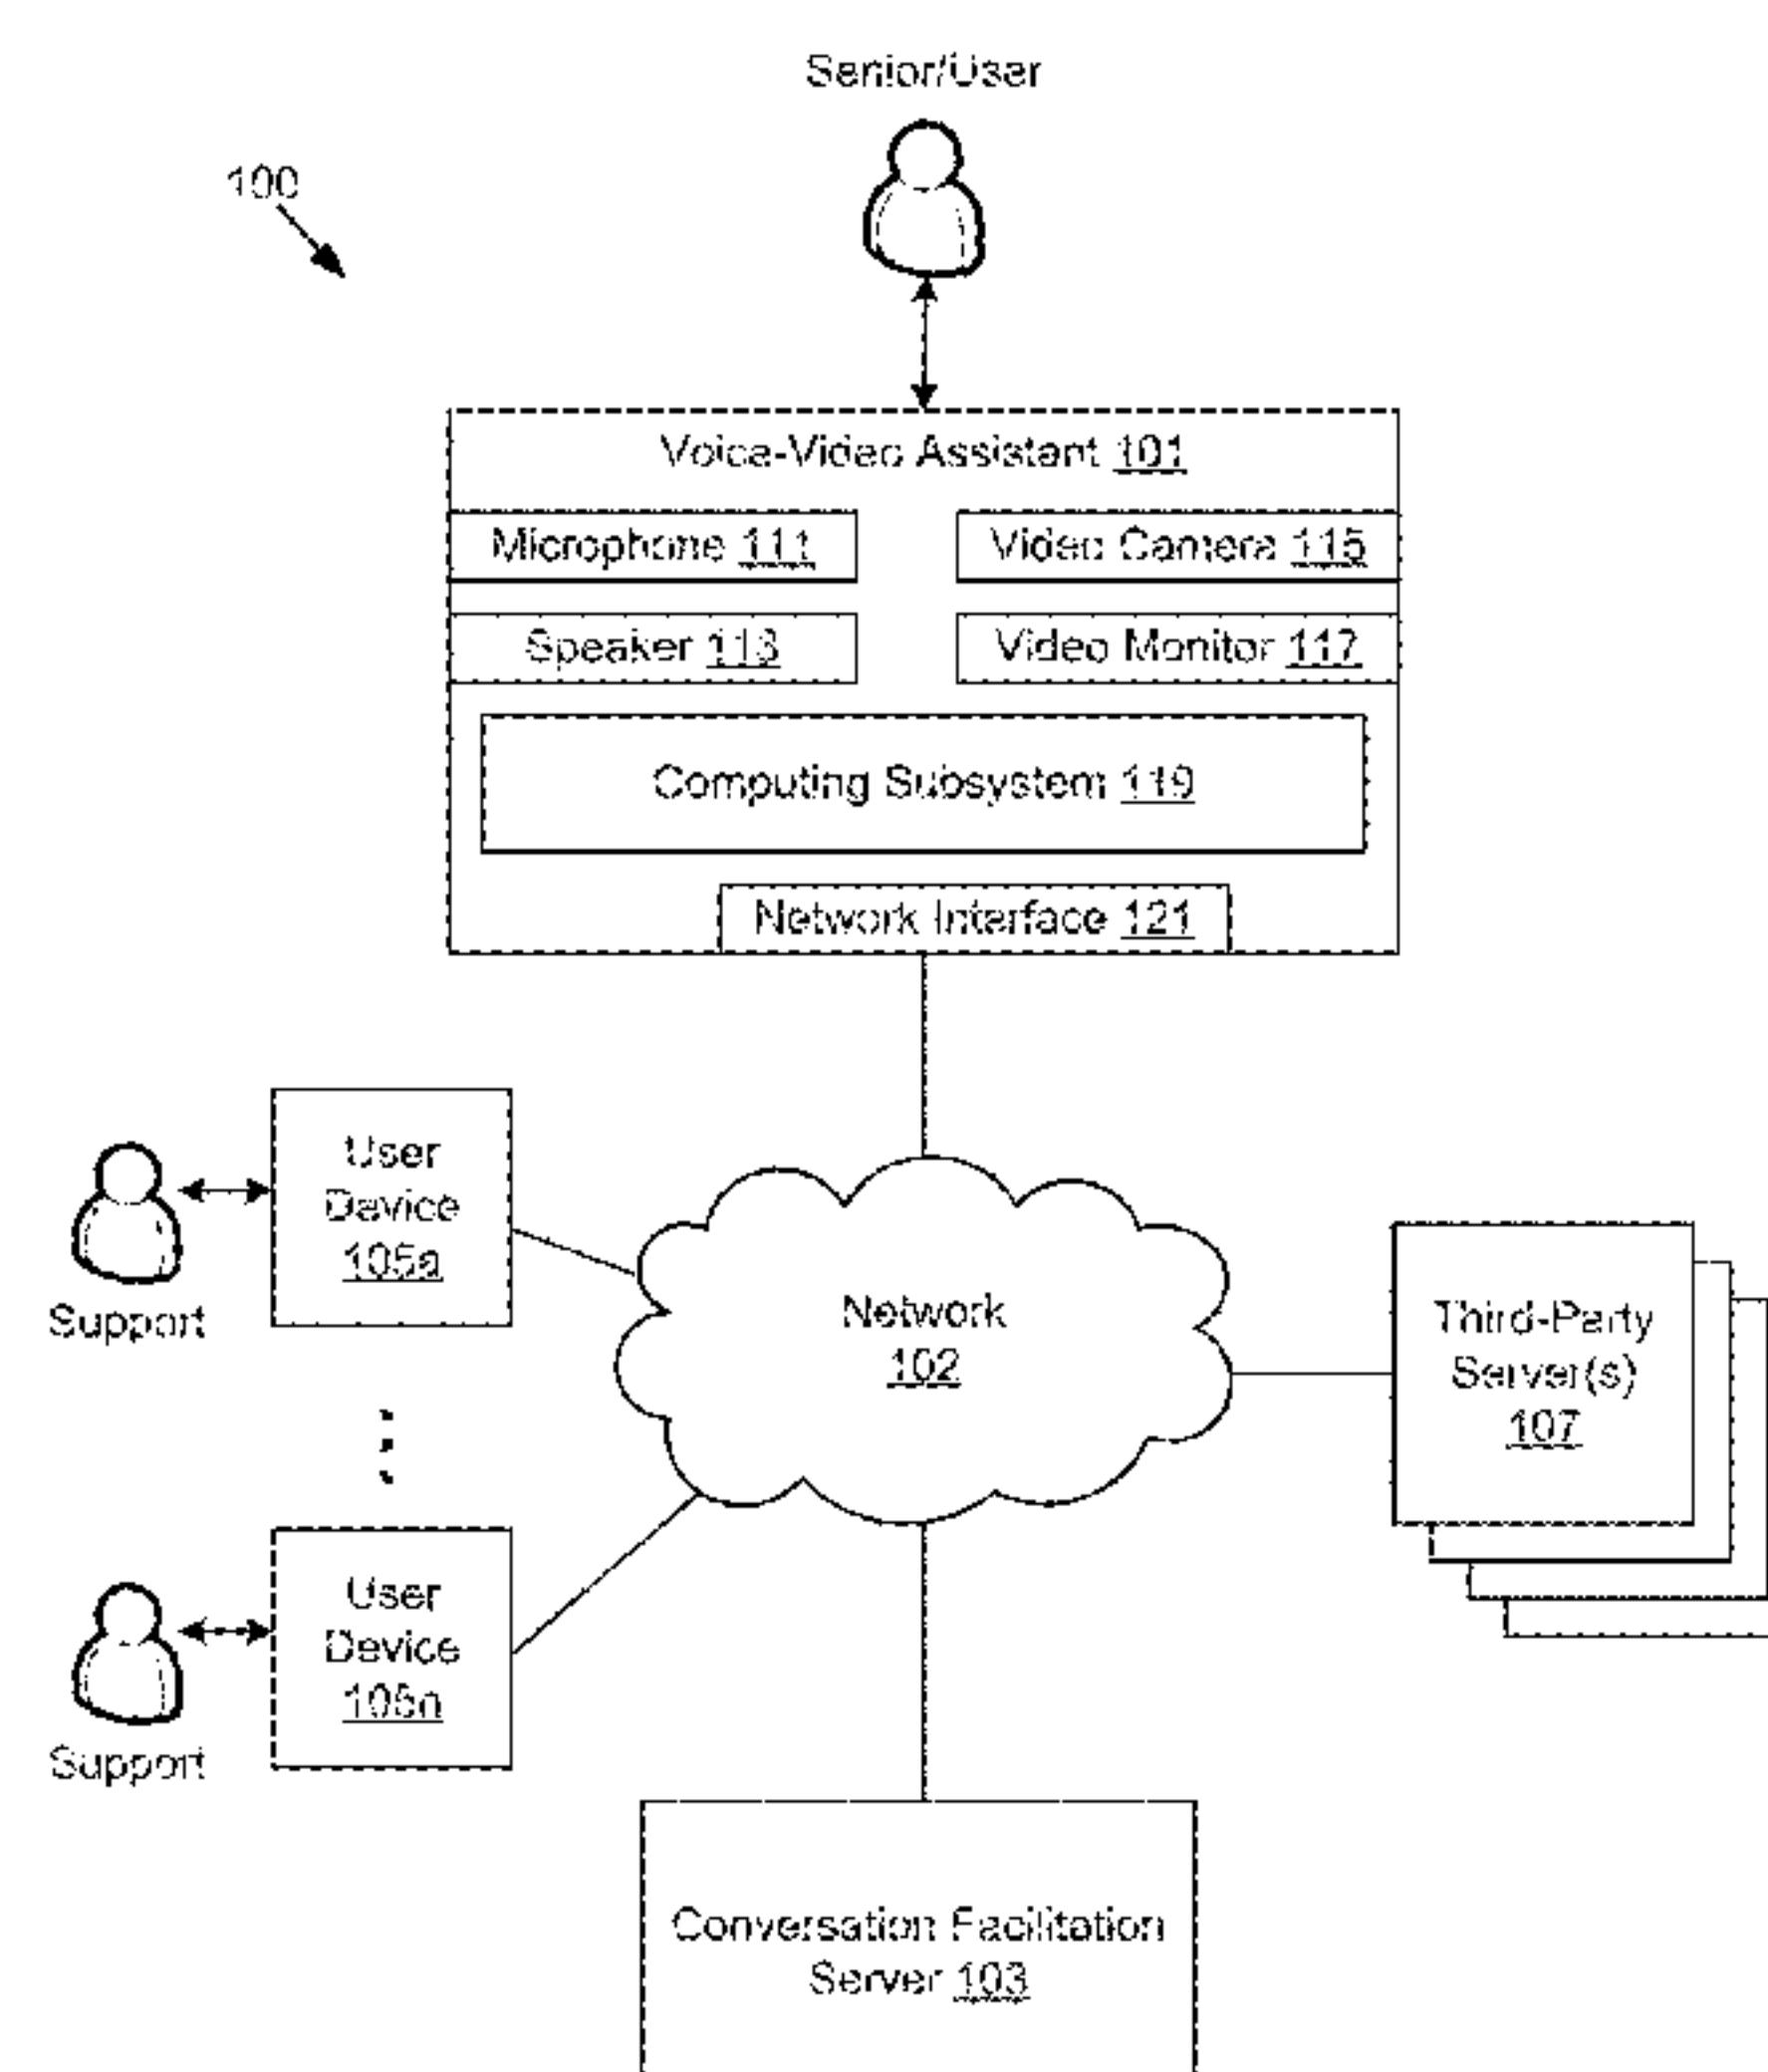 Senior/User
100
Voice-Video Assistant 101
Microphone 111
Video Camera 115
Speaker 113
Video Monitor 117
Computing Subsystem 119
Network Interface 121
User
Device
105a
Support
Network
102
Third-Party
Server(s)
107
User
Device
105n
Support
Conversation Facilitation
Server 103